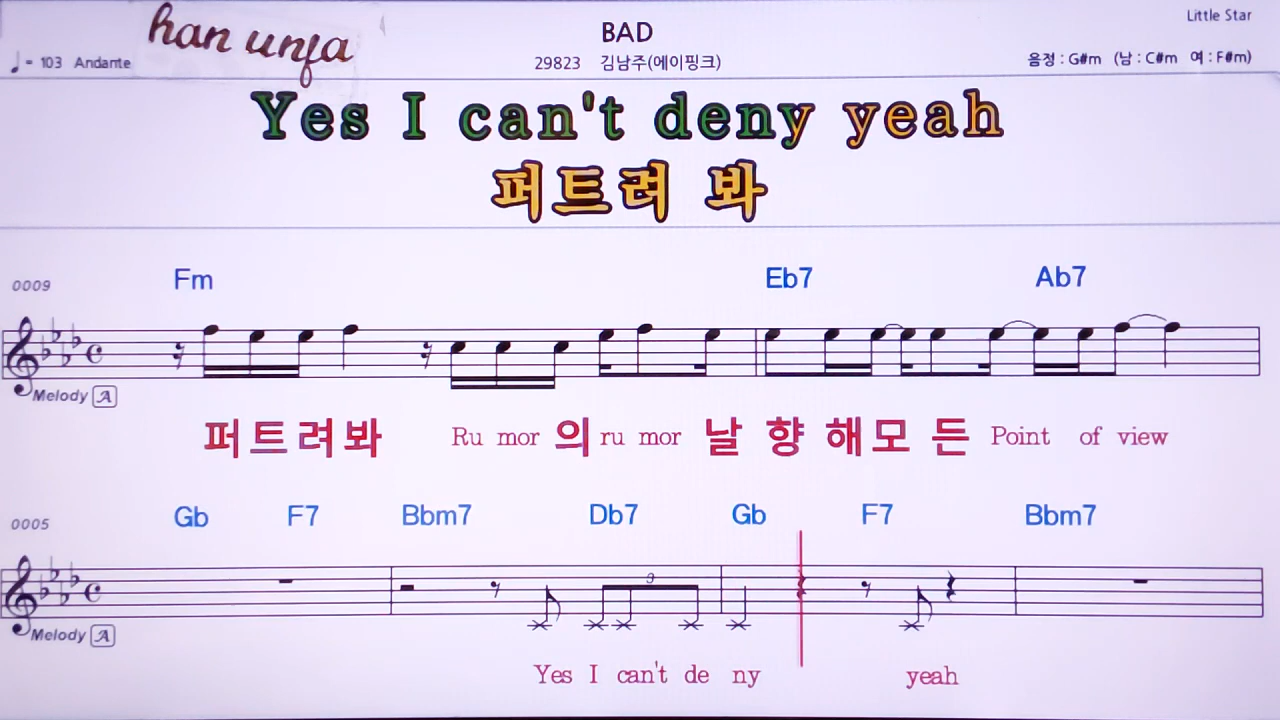 han unja
BAD
Little Star
♩ = 103 Andante
29823 김남주(에이핑크)
음정 : G#m (남 : C#m 여 : F#m)
Yes I can't deny yeah
퍼트려 봐
0009 Fm Eb7 Ab7
Melody A
퍼 트 려 봐 Ru mor 의 ru mor 날 향 해 모 든 Point of view
0005 Gb F7 Bbm7 Db7 Gb F7 Bbm7
3
Melody A
Yes I can't de ny yeah